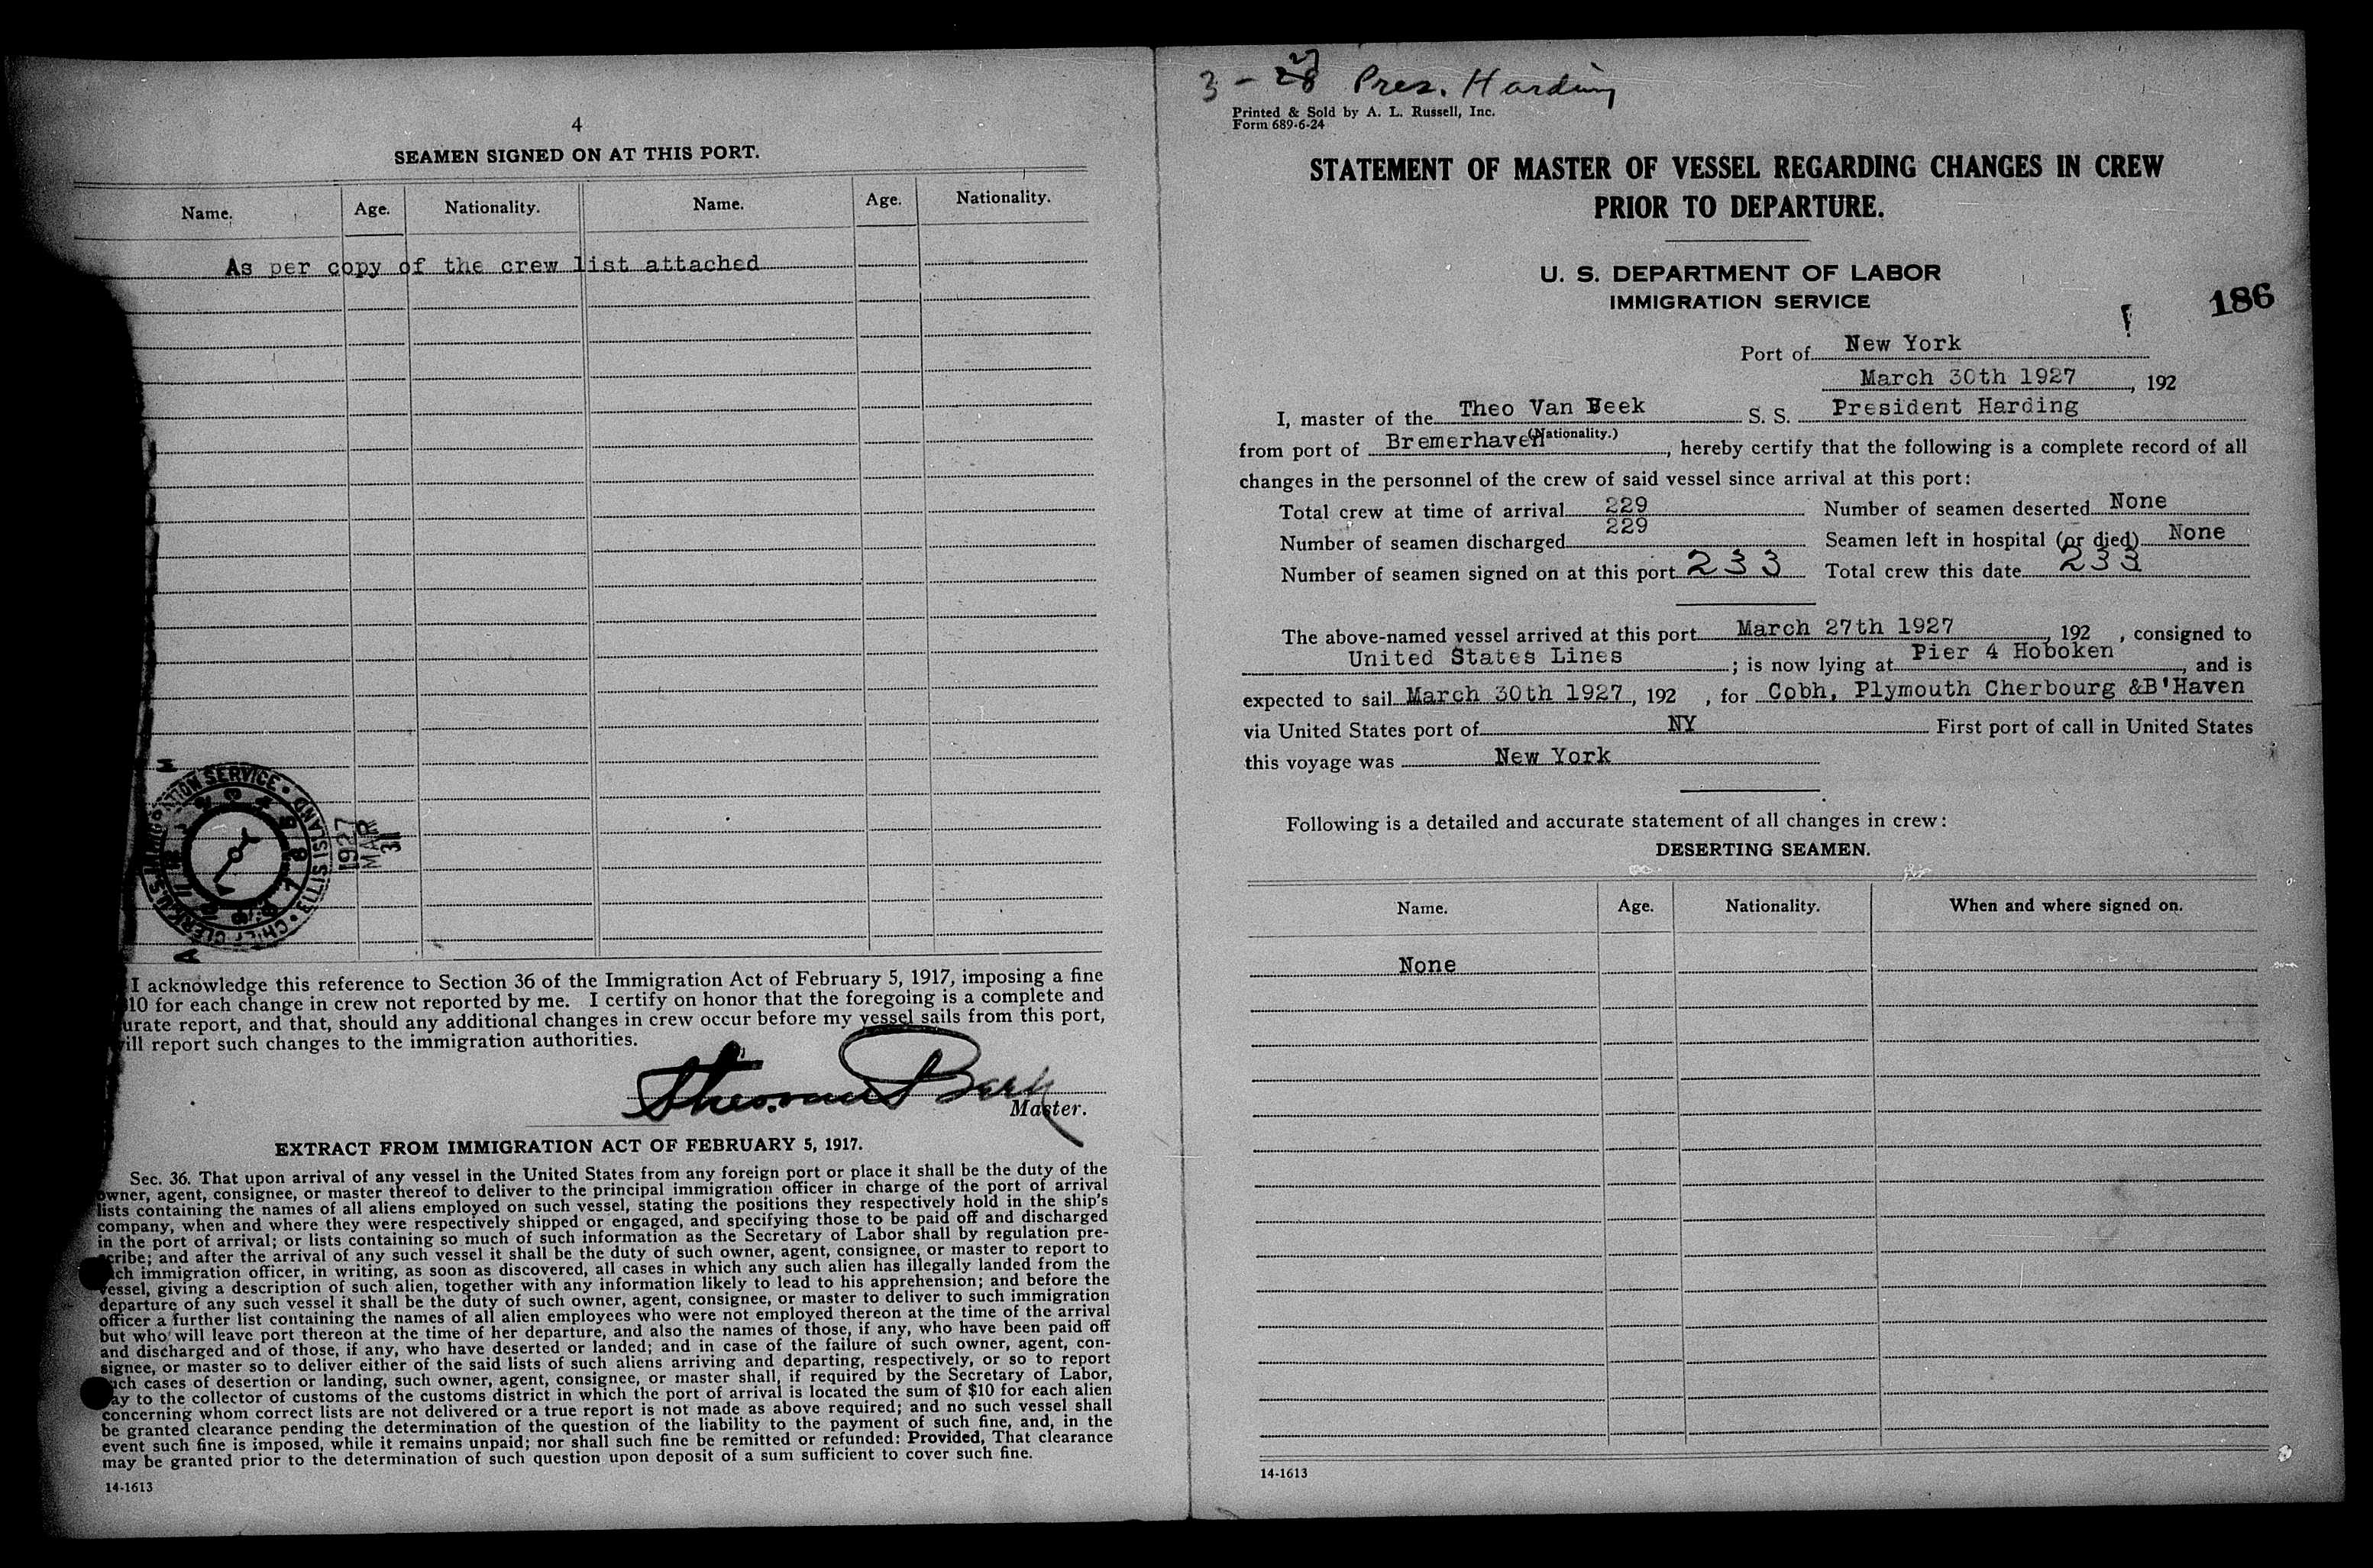 4
SEAMEN SIGNED ON AT THIS PORT.
Name. Age. Nationality. Name. Age. Nationality.
As per copy of the crew list attached
1927
MAR
31
I acknowledge this reference to Section 36 of the Immigration Act of February 5, 1917, imposing a fine
10 for each change in crew not reported by me. I certify on honor that the foregoing is a complete and
urate report, and that, should any additional changes in crew occur before my vessel sails from this port,
ill report such changes to the immigration authorities.
Master.
EXTRACT FROM IMMIGRATION ACT OF FEBRUARY 5, 1917.
Sec. 36. That upon arrival of any vessel in the United States from any foreign port or place it shall be the duty of the
owner, agent, consignee, or master thereof to deliver to the principal immigration officer in charge of the port of arrival
lists containing the names of all aliens employed on such vessel, stating the positions they respectively hold in the ship's
company, when and where they were respectively shipped or engaged, and specifying those to be paid off and discharged
in the port of arrival; or lists containing so much of such information as the Secretary of Labor shall by regulation pre-
scribe; and after the arrival of any such vessel it shall be the duty of such owner, agent, consignee, or master to report to
such immigration officer, in writing, as soon as discovered, all cases in which any such alien has illegally landed from the
vessel, giving a description of such alien, together with any information likely to lead to his apprehension; and before the
departure of any such vessel it shall be the duty of such owner, agent, consignee, or master to deliver to such immigration
officer a further list containing the names of all alien employees who were not employed thereon at the time of the arrival
but who will leave port thereon at the time of her departure, and also the names of those, if any, who have been paid off
and discharged and of those, if any, who have deserted or landed; and in case of the failure of such owner, agent, con-
signee, or master so to deliver either of the said lists of such aliens arriving and departing, respectively, or so to report
such cases of desertion or landing, such owner, agent, consignee, or master shall, if required by the Secretary of Labor,
pay to the collector of customs of the customs district in which the port of arrival is located the sum of $10 for each alien
concerning whom correct lists are not delivered or a true report is not made as above required; and no such vessel shall
be granted clearance pending the determination of the question of the liability to the payment of such fine, and, in the
event such fine is imposed, while it remains unpaid; nor shall such fine be remitted or refunded: Provided, That clearance
may be granted prior to the determination of such question upon deposit of a sum sufficient to cover such fine.
14-1613
3 - 28 Pres. Harding
Printed & Sold by A. L. Russell, Inc.
Form 689-6-24
STATEMENT OF MASTER OF VESSEL REGARDING CHANGES IN CREW
PRIOR TO DEPARTURE.
U. S. DEPARTMENT OF LABOR
IMMIGRATION SERVICE
186
Port of New York
March 30th 1927, 192
I, master of the Theo Van Beek S. S. President Harding
(Nationality.)
from port of Bremerhaven, hereby certify that the following is a complete record of all
changes in the personnel of the crew of said vessel since arrival at this port:
Total crew at time of arrival 229 Number of seamen deserted None
Number of seamen discharged 229 Seamen left in hospital (or died) None
Number of seamen signed on at this port 233 Total crew this date 233
The above-named vessel arrived at this port March 27th 1927, 192 , consigned to
United States Lines ; is now lying at Pier 4 Hoboken, and is
expected to sail March 30th 1927, 192 , for Cobh, Plymouth Cherbourg &B'Haven
via United States port of NY First port of call in United States
this voyage was New York
Following is a detailed and accurate statement of all changes in crew:
DESERTING SEAMEN.
Name. Age. Nationality. When and where signed on.
None
14-1613